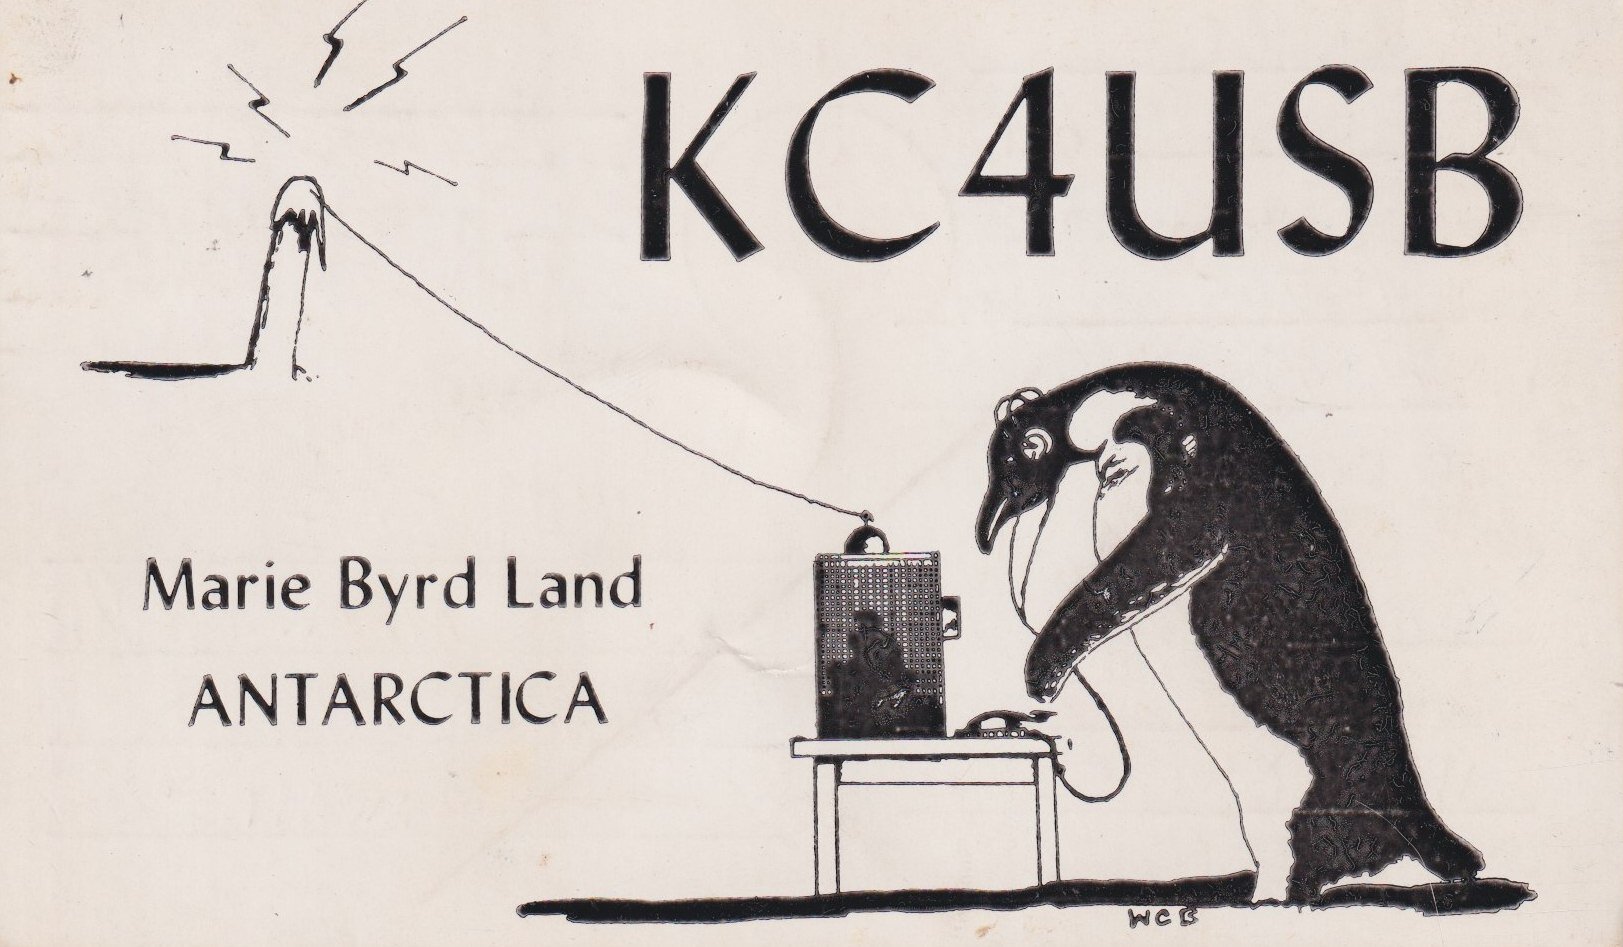 KC4USB
Marie Byrd Land
ANTARCTICA
WCB